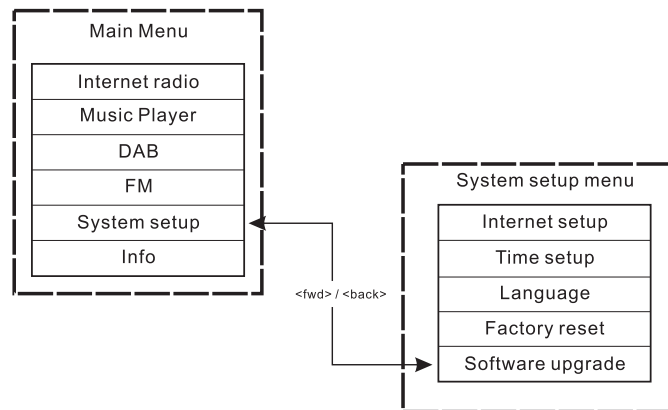 Main Menu
Internet radio
Music Player
DAB
FM
System setup
Info
<fwd> / <back>
System setup menu
Internet setup
Time setup
Language
Factory reset
Software upgrade